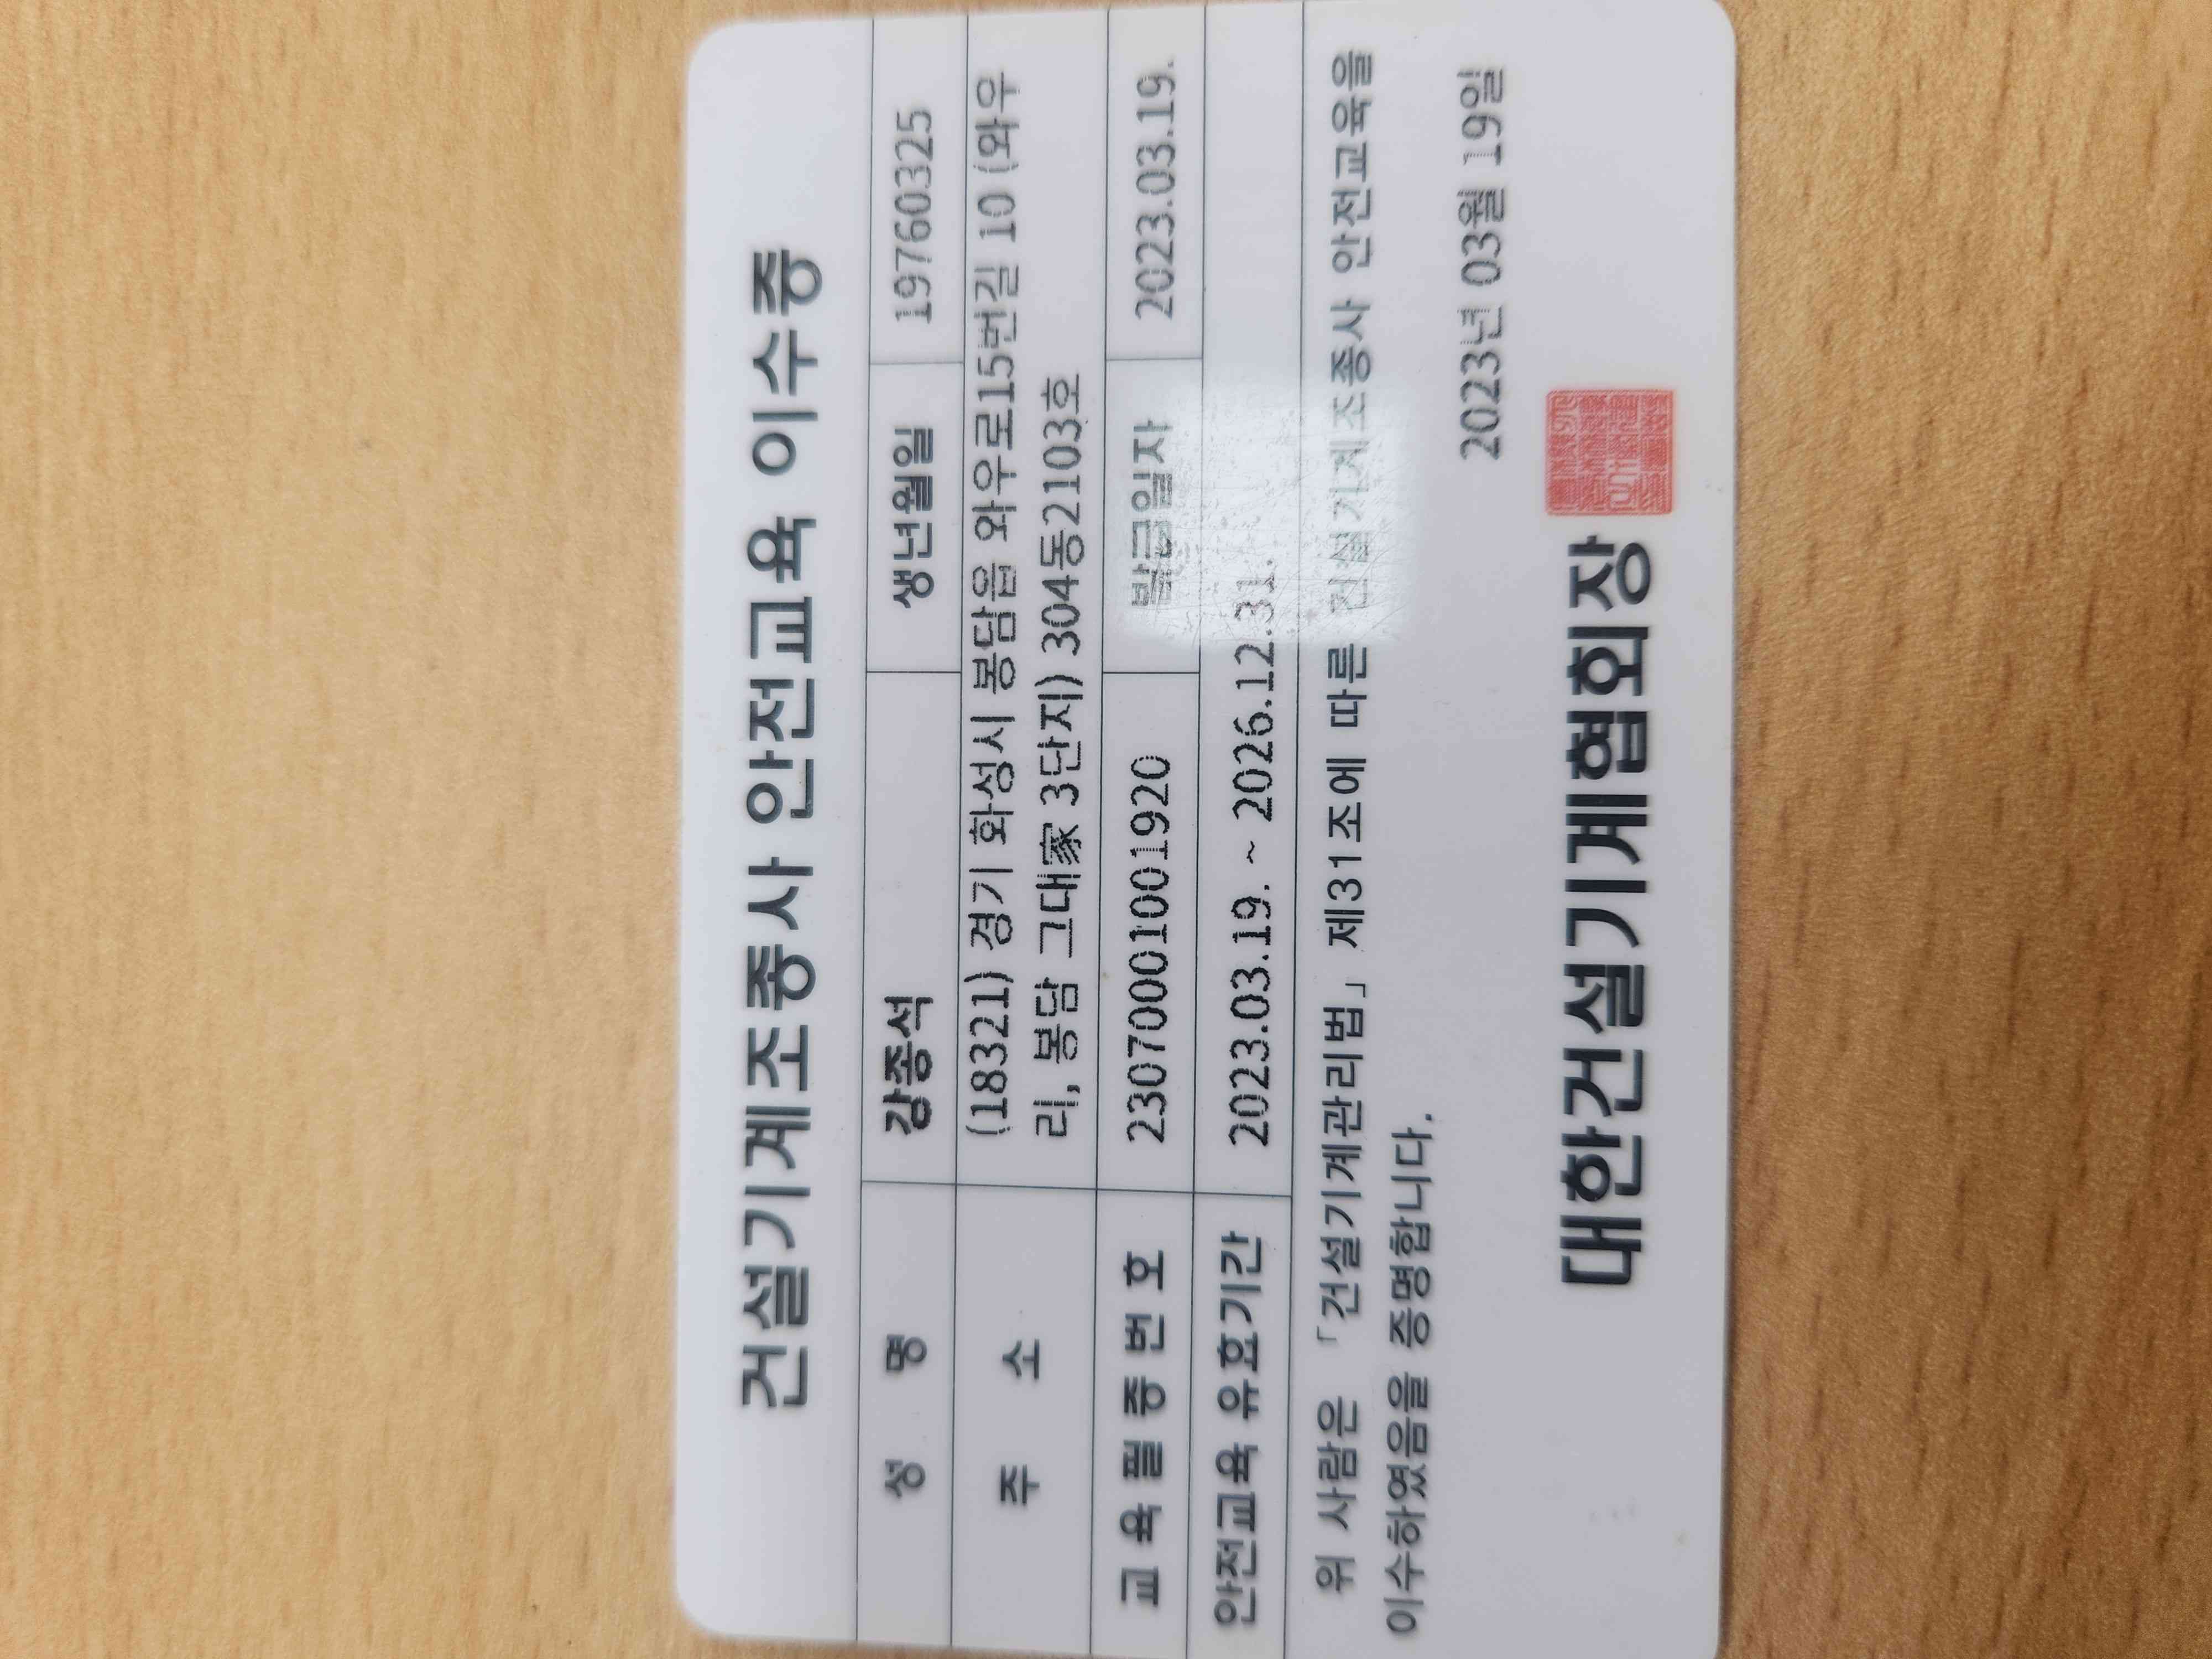 건설기계조종사 안전교육 이수증
성 명 강종석 생년월일 19760325
주 소 (18321) 경기 화성시 봉담읍 와우로15번길 10 (와우
리, 봉담 그대家 3단지) 304동2103호
교육필증번호 23070001001920 발급일자 2023.03.19.
안전교육 유효기간 2023.03.19. ~ 2026.12.31.
위 사람은 「건설기계관리법」 제31조에 따른 건설기계조종사 안전교육을
이수하였음을 증명합니다.
2023년 03월 19일
대한건설기계협회장